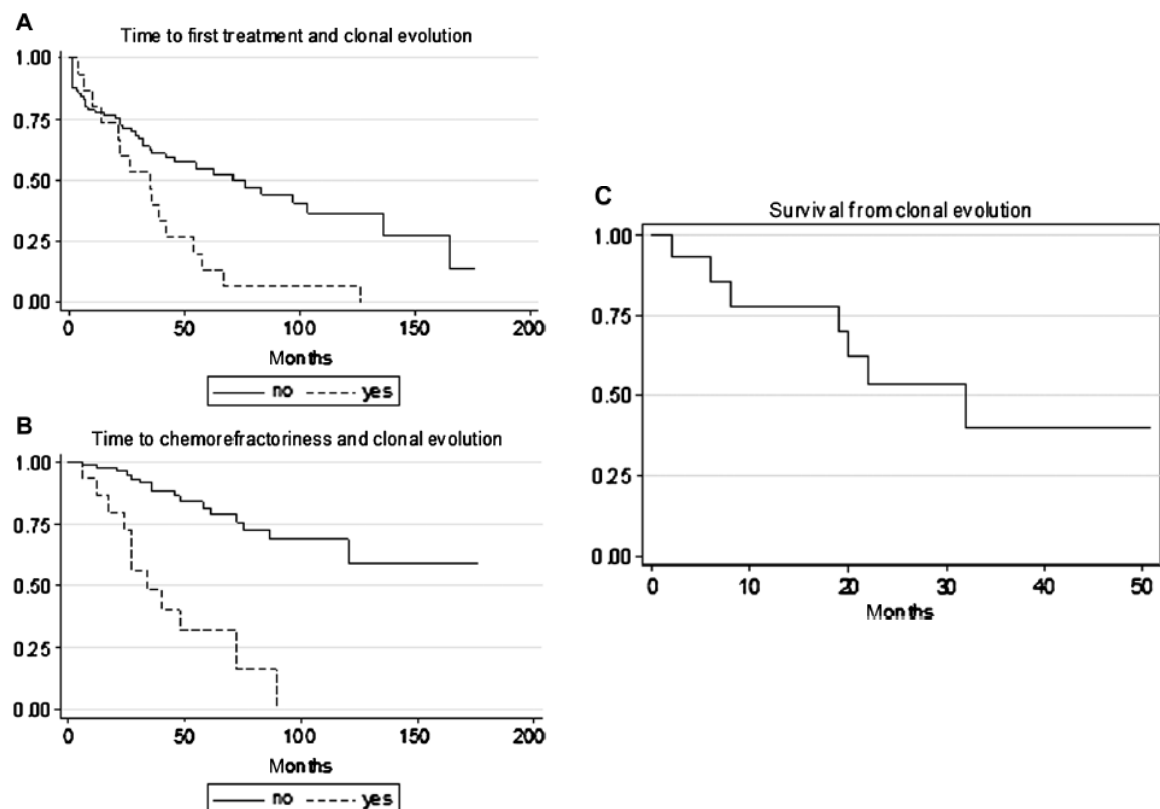 A
Time to first treatment and clonal evolution
1.00
0.75
0.50
0.25
0.00
0 50 100 150 200
Months
no yes
B
Time to chemorefractoriness and clonal evolution
1.00
0.75
0.50
0.25
0.00
0 50 100 150 200
Months
no yes
C
Survival from clonal evolution
1.00
0.75
0.50
0.25
0.00
0 10 20 30 40 50
Months